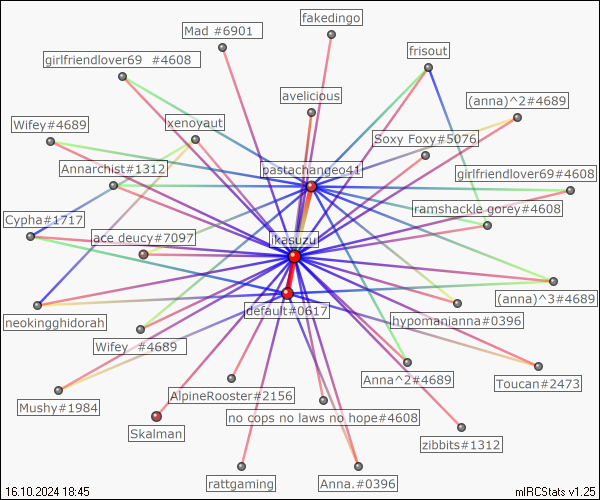 fakedingo
Mad #6901
frisout
girlfriendlover69  #4608
avelicious
(anna)^2#4689
Wifey#4689
xenoyaut
Soxy Foxy#5076
Annarchist#1312
pastachangeo41
girlfriendlover69#4608
ramshackle gorey#4608
Cypha#1717
ace deucy#7097
ikasuzu
(anna)^3#4689
default#0617
neokingghidorah
hypomanianna#0396
Wifey  #4689
Anna^2#4689
Toucan#2473
AlpineRooster#2156
Mushy#1984
no cops no laws no hope#4608
Skalman
zibbits#1312
rattgaming
Anna.#0396
16.10.2024 18:45
mIRCStats v1.25